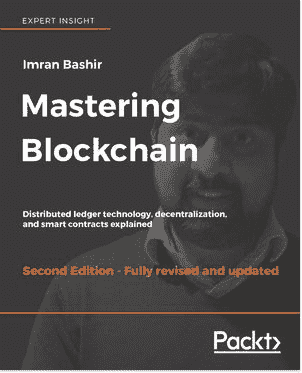 EXPERT INSIGHT
Imran Bashir
Mastering
Blockchain
Distributed ledger technology, decentralization,
and smart contracts explained
Second Edition - Fully revised and updated
Packt>